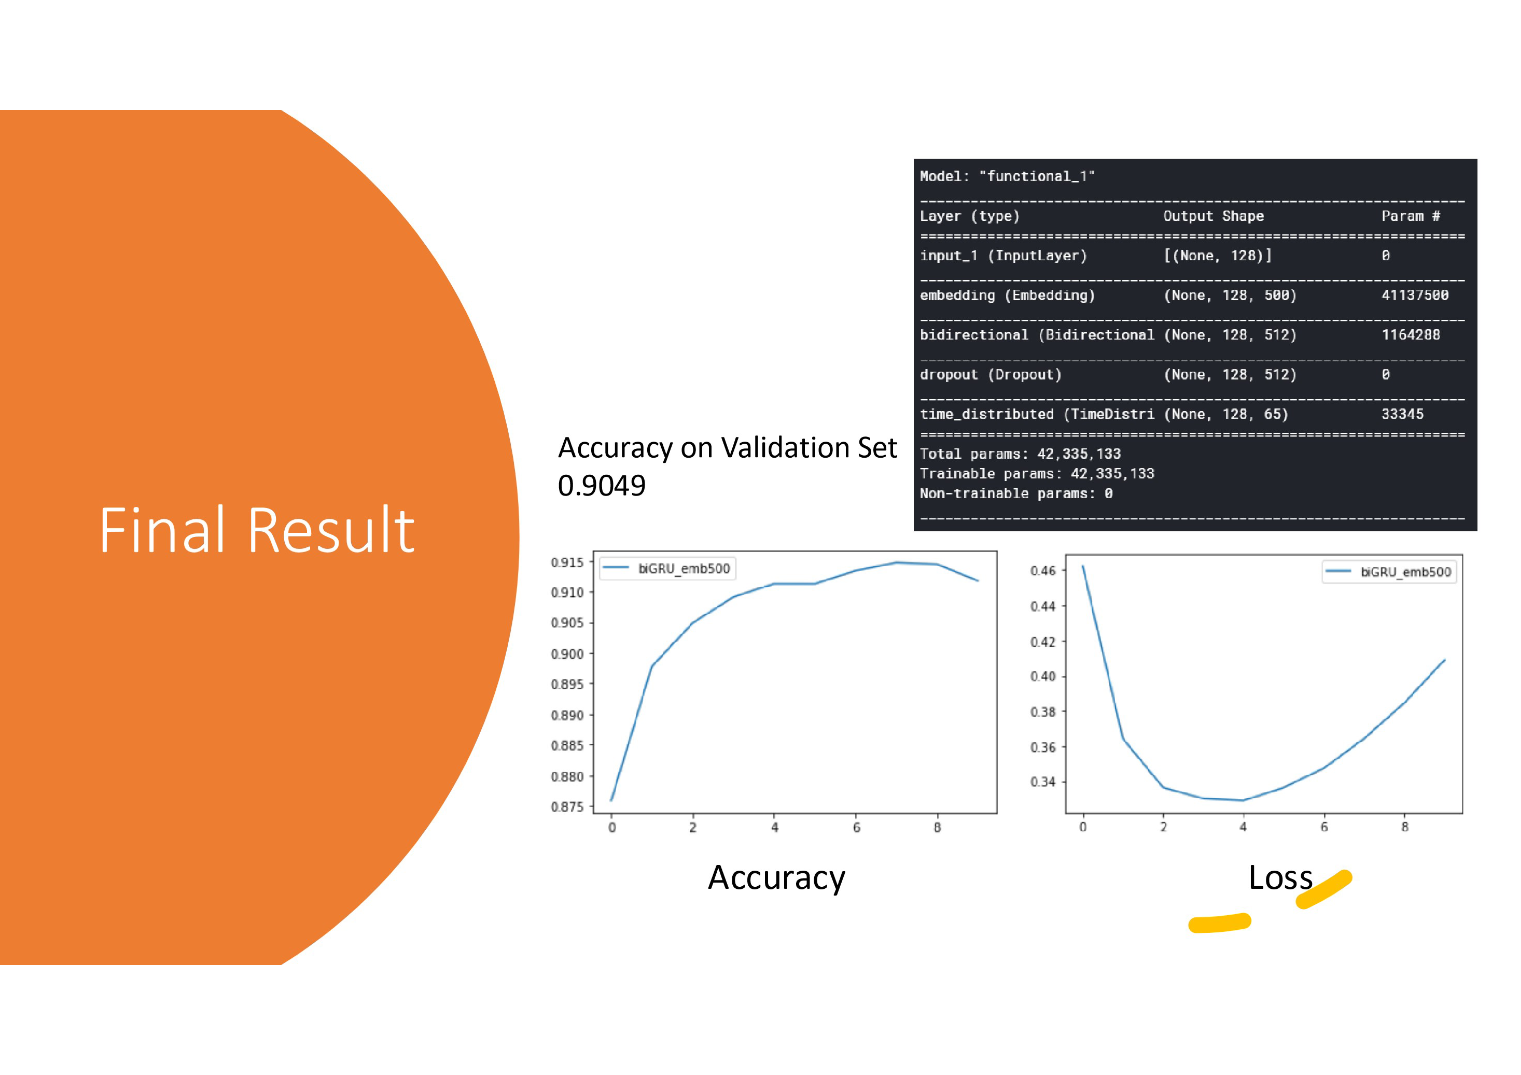 Final Result
Accuracy on Validation Set
0.9049
Model: "functional_1"
Layer (type) Output Shape Param #
input_1 (InputLayer) [(None, 128)] 0
embedding (Embedding) (None, 128, 500) 41137500
bidirectional (Bidirectional (None, 128, 512) 1164288
dropout (Dropout) (None, 128, 512) 0
time_distributed (TimeDistri (None, 128, 65) 33345
Total params: 42,335,133
Trainable params: 42,335,133
Non-trainable params: 0
biGRU_emb500
0.915
0.910
0.905
0.900
0.895
0.890
0.885
0.880
0.875
0 2 4 6 8
Accuracy
biGRU_emb500
0.46
0.44
0.42
0.40
0.38
0.36
0.34
0 2 4 6 8
Loss